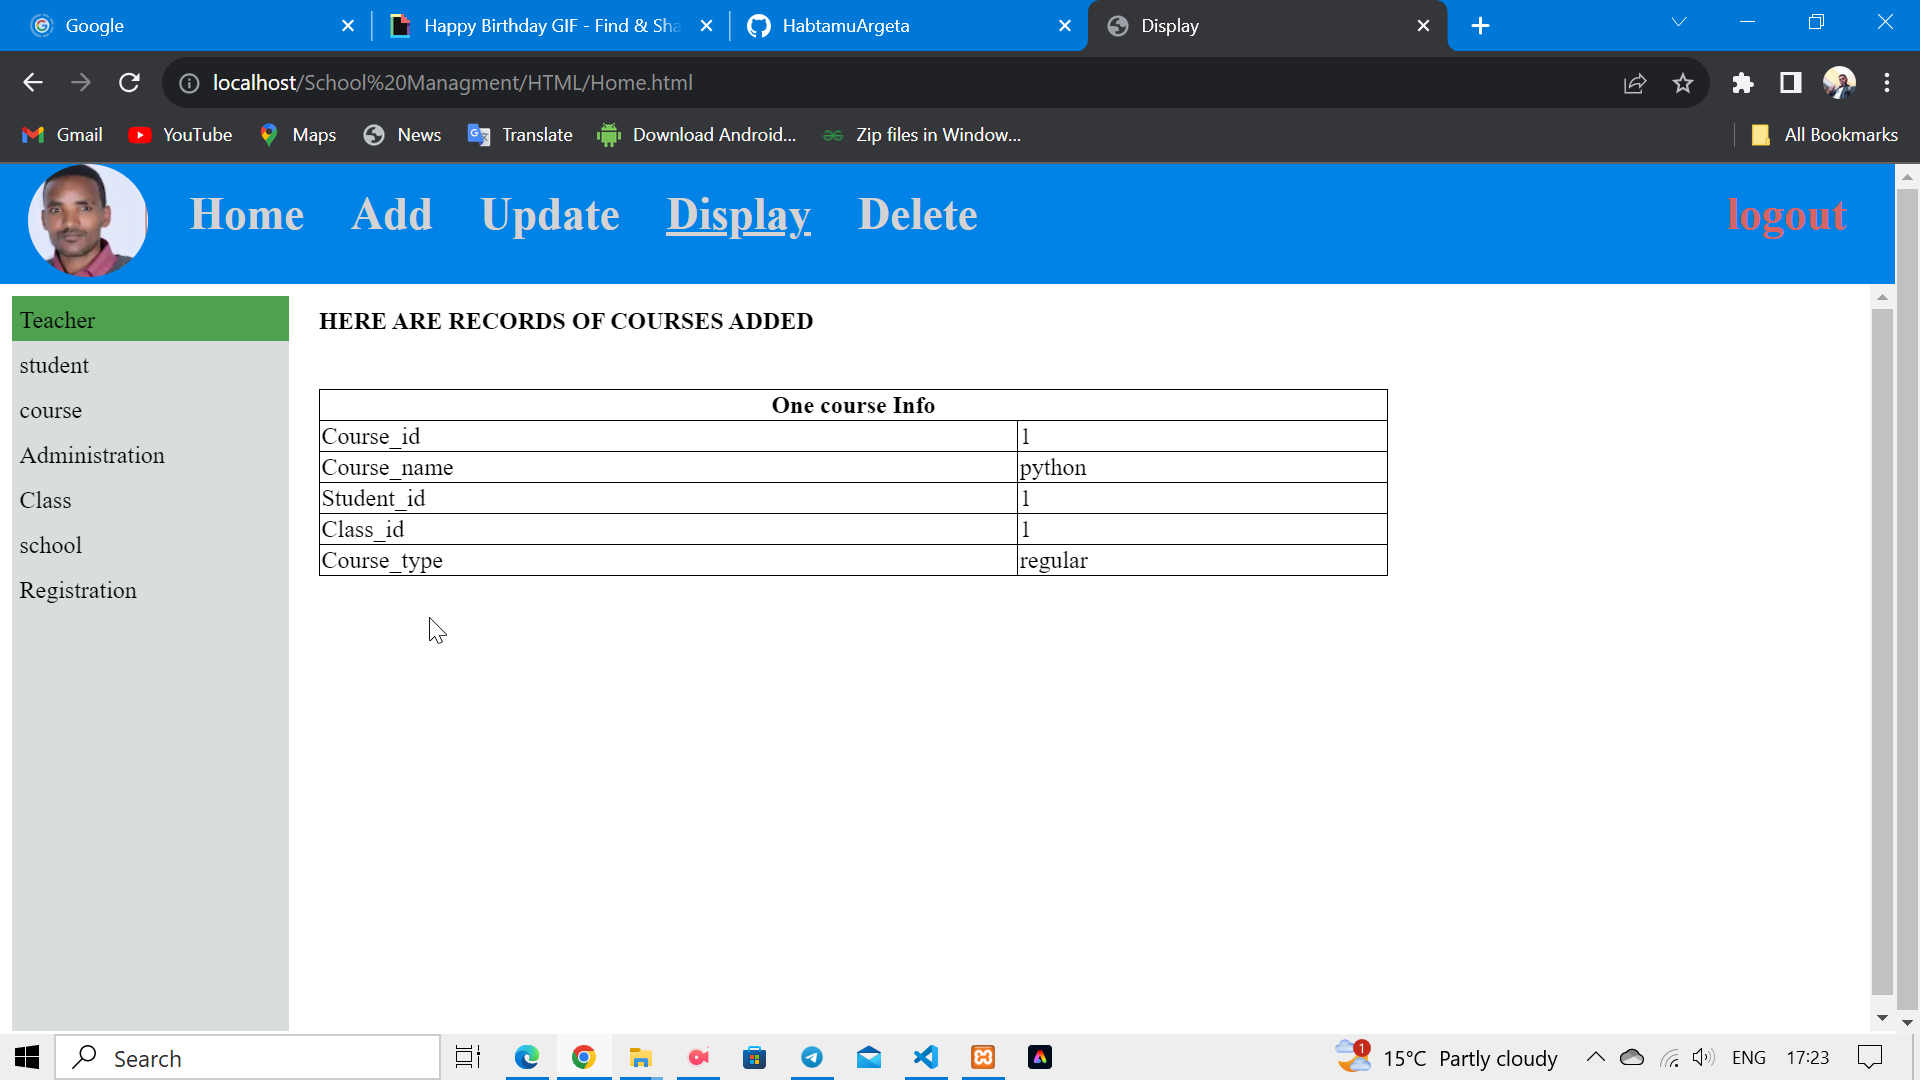 Google
Happy Birthday GIF - Find & Sha
HabtamuArgeta
Display
localhost/School%20Managment/HTML/Home.html
Gmail YouTube Maps News Translate Download Android... Zip files in Window... All Bookmarks
Home Add Update Display Delete logout
Teacher
student
course
Administration
Class
school
Registration
HERE ARE RECORDS OF COURSES ADDED
One course Info
Course_id 1
Course_name python
Student_id 1
Class_id 1
Course_type regular
Search
1
15°C Partly cloudy
ENG
17:23